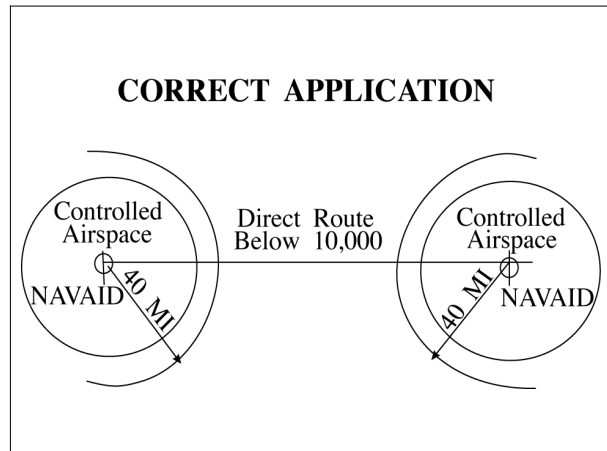 CORRECT APPLICATION
Controlled
Airspace
NAVAID
40 MI
Direct Route
Below 10,000
Controlled
Airspace
NAVAID
40 MI